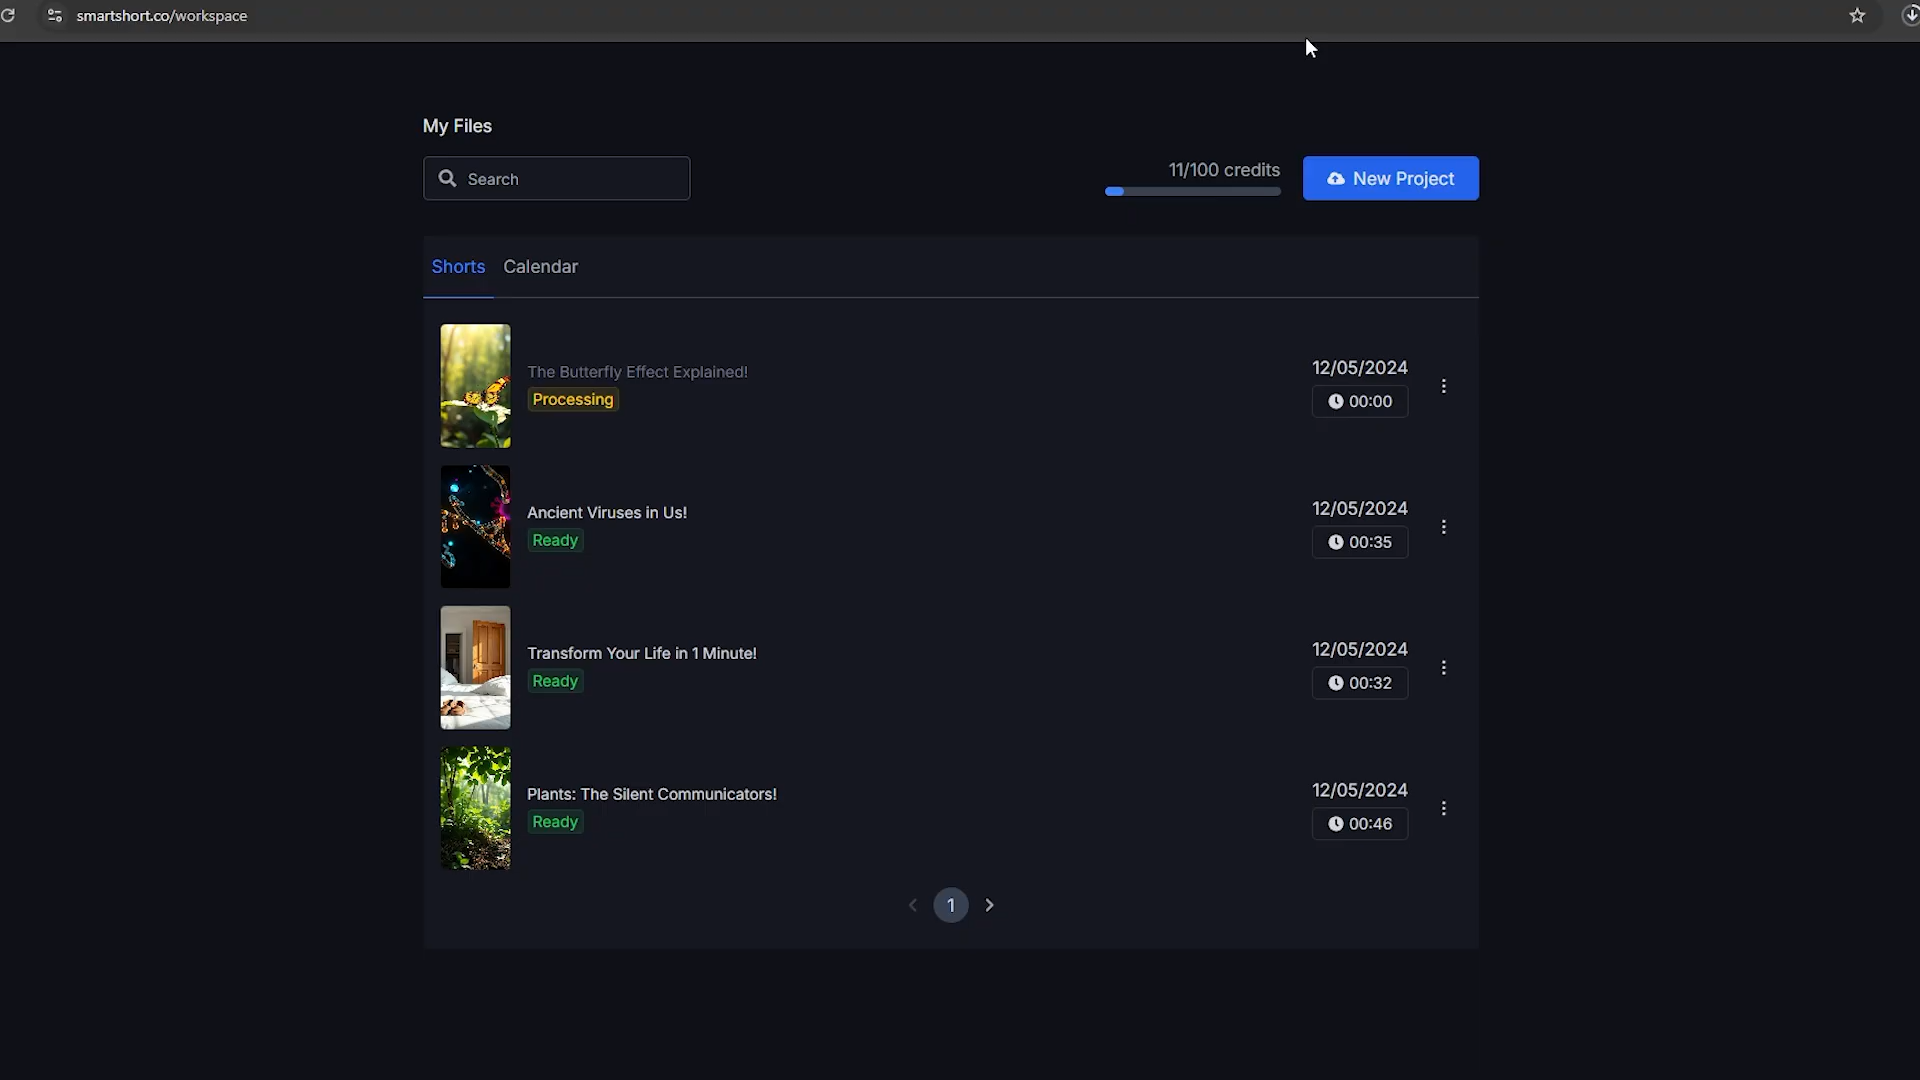 smartshort.co/workspace
My Files
Search
11/100 credits
New Project
Shorts Calendar
The Butterfly Effect Explained!
Processing
12/05/2024
00:00
Ancient Viruses in Us!
Ready
12/05/2024
00:35
Transform Your Life in 1 Minute!
Ready
12/05/2024
00:32
Plants: The Silent Communicators!
Ready
12/05/2024
00:46
1